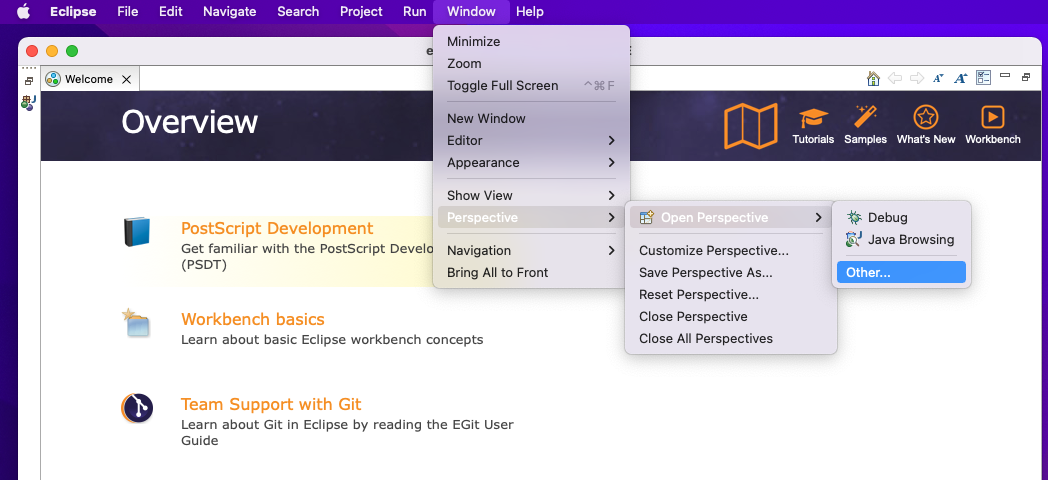 Eclipse File Edit Navigate Search Project Run Window Help
Minimize
Zoom
Toggle Full Screen ^⌘F
New Window
Editor
Appearance
Show View
Perspective
Navigation
Bring All to Front
Open Perspective
Customize Perspective...
Save Perspective As...
Reset Perspective...
Close Perspective
Close All Perspectives
Debug
Java Browsing
Other...
Welcome
Overview
Tutorials Samples What's New Workbench
PostScript Development
Get familiar with the PostScript Develo
(PSDT)
Workbench basics
Learn about basic Eclipse workbench concepts
Team Support with Git
Learn about Git in Eclipse by reading the EGit User
Guide